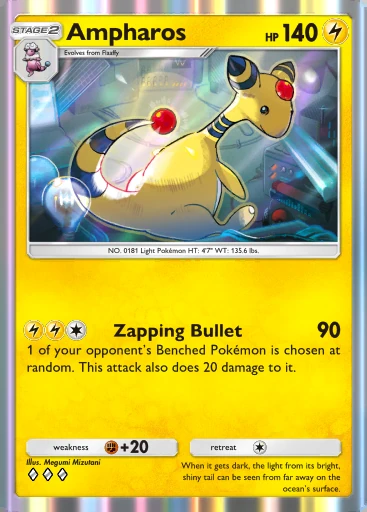 STAGE 2 Ampharos HP 140
Evolves from Flaaffy
NO. 0181 Light Pokémon HT: 4'7" WT: 135.6 lbs.
Zapping Bullet 90
1 of your opponent's Benched Pokémon is chosen at
random. This attack also does 20 damage to it.
weakness +20 retreat
Illus. Megumi Mizutani
When it gets dark, the light from its bright,
shiny tail can be seen from far away on the
ocean's surface.